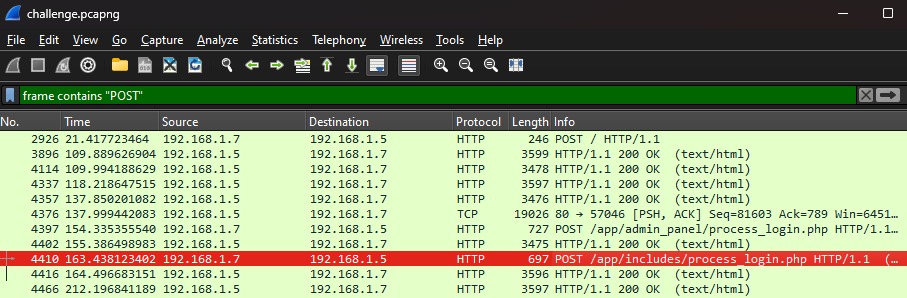 challenge.pcapng
File Edit View Go Capture Analyze Statistics Telephony Wireless Tools Help
frame contains "POST"
No. Time Source Destination Protocol Length Info
2926 21.417723464 192.168.1.7 192.168.1.5 HTTP 246 POST / HTTP/1.1
3896 109.889626904 192.168.1.5 192.168.1.7 HTTP 3599 HTTP/1.1 200 OK (text/html)
4114 109.994188629 192.168.1.5 192.168.1.7 HTTP 3478 HTTP/1.1 200 OK (text/html)
4337 118.218647515 192.168.1.5 192.168.1.7 HTTP 3597 HTTP/1.1 200 OK (text/html)
4357 137.850201082 192.168.1.5 192.168.1.7 HTTP 3476 HTTP/1.1 200 OK (text/html)
4376 137.999442083 192.168.1.5 192.168.1.7 TCP 19026 80 → 57046 [PSH, ACK] Seq=81603 Ack=789 Win=6451…
4397 154.335355540 192.168.1.7 192.168.1.5 HTTP 727 POST /app/admin_panel/process_login.php HTTP/1.1…
4402 155.386498983 192.168.1.5 192.168.1.7 HTTP 3475 HTTP/1.1 200 OK (text/html)
4410 163.438123402 192.168.1.7 192.168.1.5 HTTP 697 POST /app/includes/process_login.php HTTP/1.1 (…
4416 164.496683151 192.168.1.5 192.168.1.7 HTTP 3596 HTTP/1.1 200 OK (text/html)
4466 212.196841189 192.168.1.5 192.168.1.7 HTTP 3597 HTTP/1.1 200 OK (text/html)